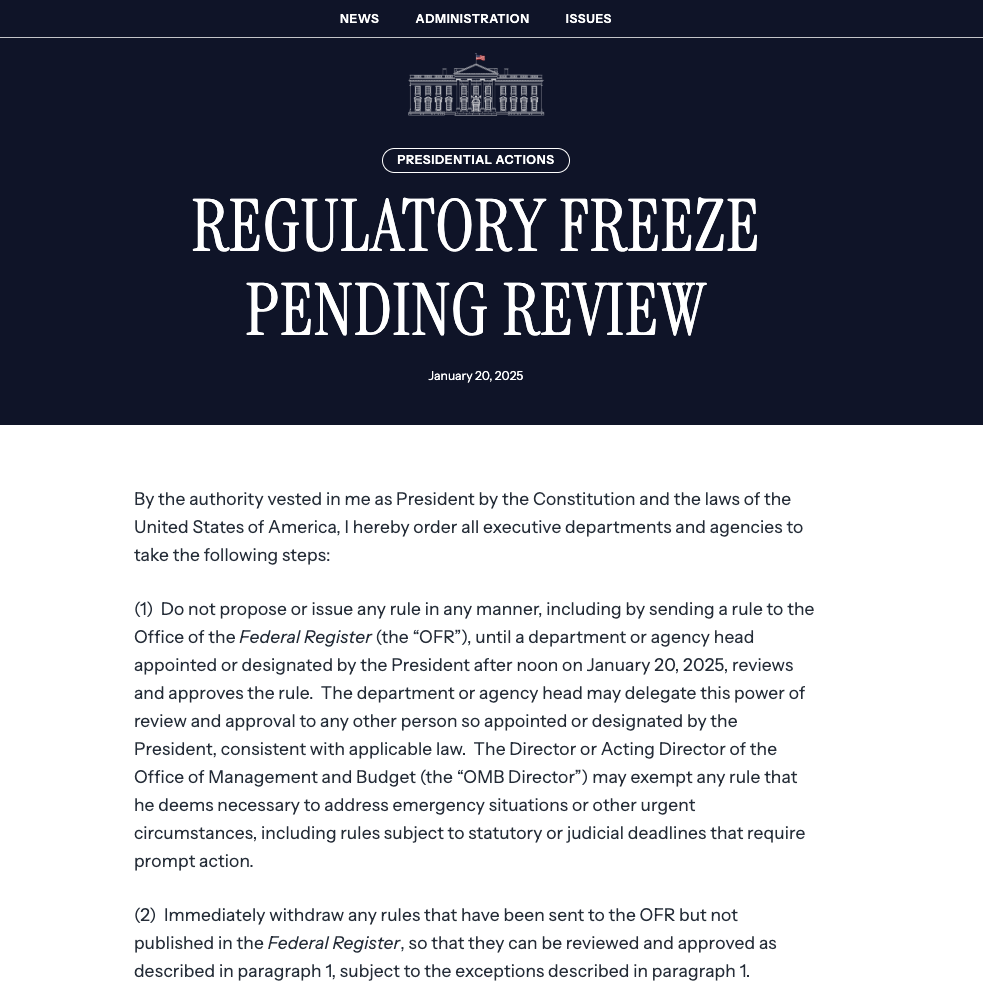 NEWS ADMINISTRATION ISSUES
PRESIDENTIAL ACTIONS
REGULATORY FREEZE
PENDING REVIEW
January 20, 2025
By the authority vested in me as President by the Constitution and the laws of the
United States of America, I hereby order all executive departments and agencies to
take the following steps:
(1)  Do not propose or issue any rule in any manner, including by sending a rule to the
Office of the Federal Register (the “OFR”), until a department or agency head
appointed or designated by the President after noon on January 20, 2025, reviews
and approves the rule.  The department or agency head may delegate this power of
review and approval to any other person so appointed or designated by the
President, consistent with applicable law.  The Director or Acting Director of the
Office of Management and Budget (the “OMB Director”) may exempt any rule that
he deems necessary to address emergency situations or other urgent
circumstances, including rules subject to statutory or judicial deadlines that require
prompt action.
(2)  Immediately withdraw any rules that have been sent to the OFR but not
published in the Federal Register, so that they can be reviewed and approved as
described in paragraph 1, subject to the exceptions described in paragraph 1.